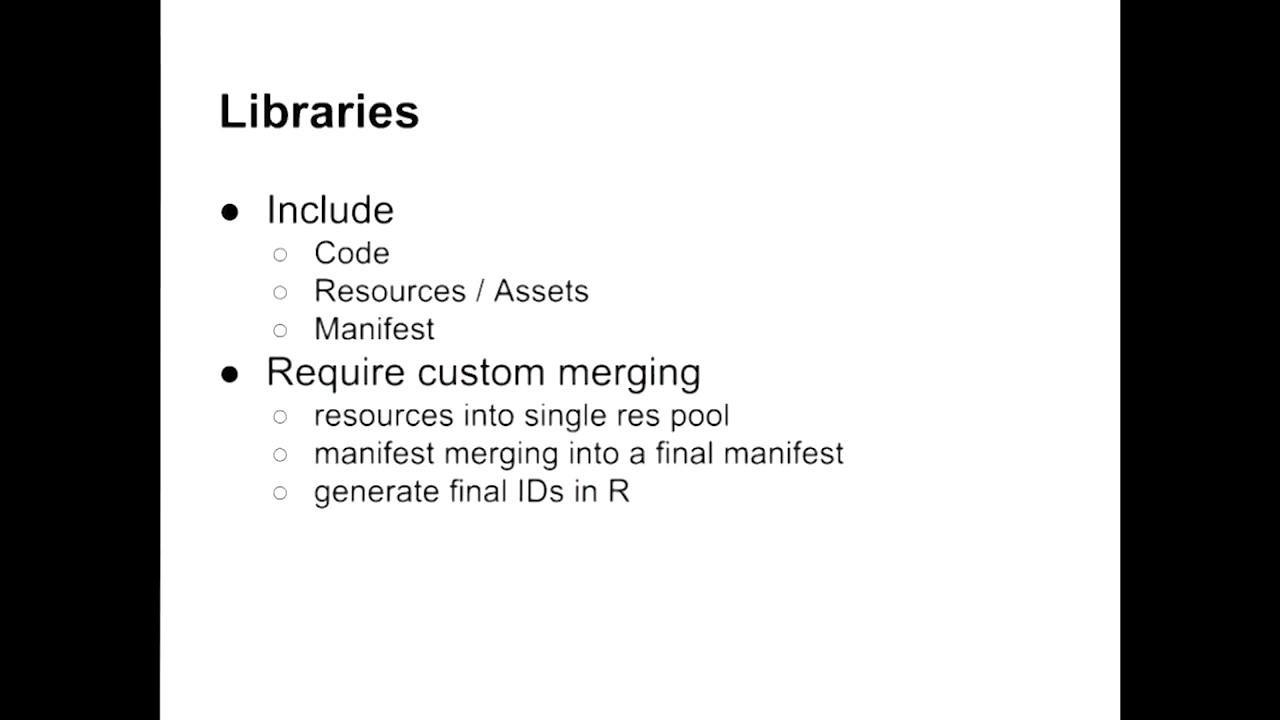 Libraries
● Include
○ Code
○ Resources / Assets
○ Manifest
● Require custom merging
○ resources into single res pool
○ manifest merging into a final manifest
○ generate final IDs in R